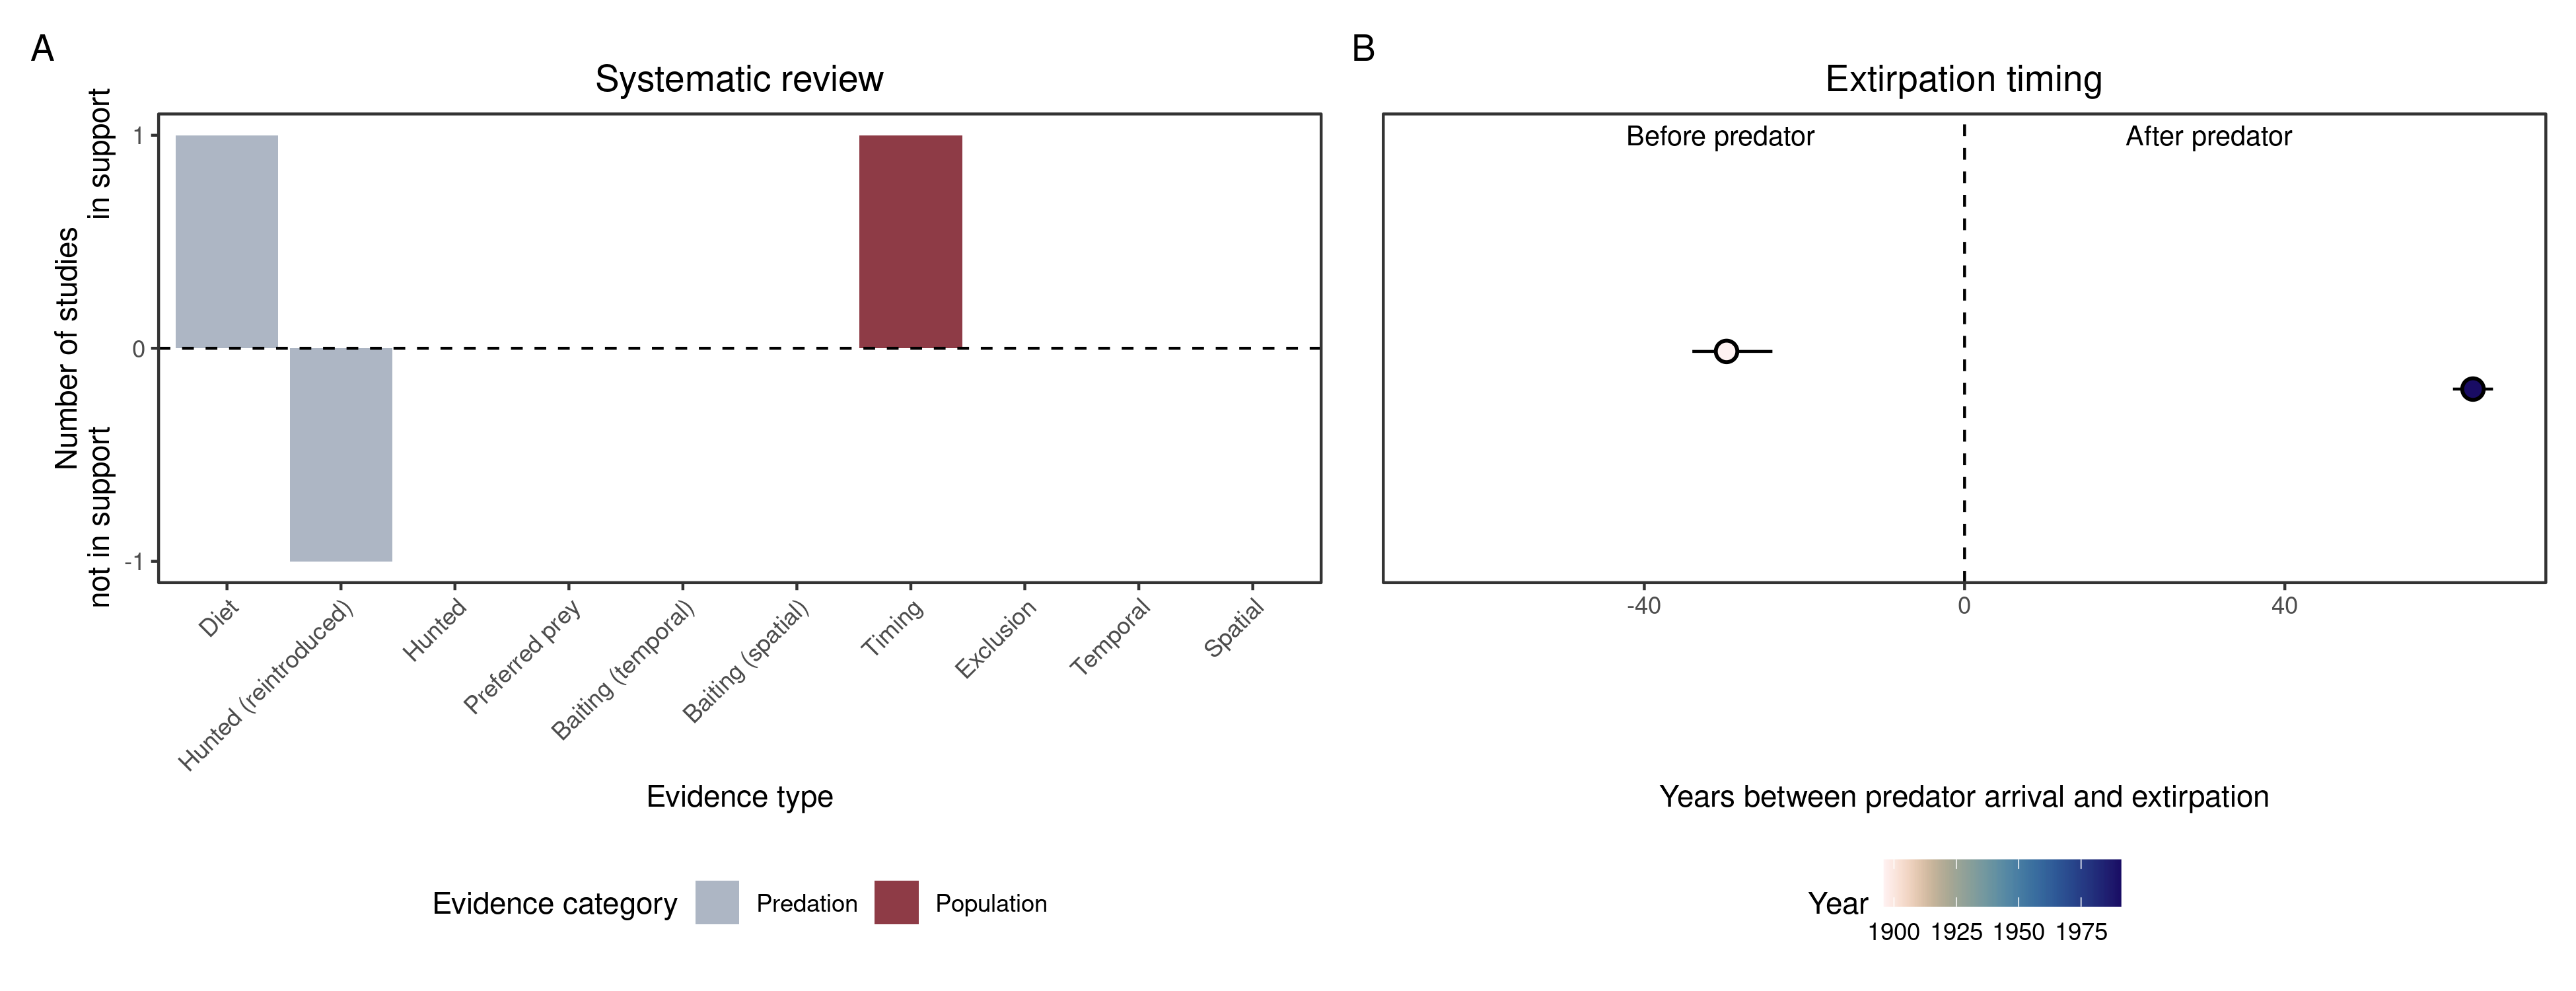 A
Systematic review
Number of studies
not in support
in support
1
0
-1
Diet
Hunted (reintroduced)
Hunted
Preferred prey
Baiting (temporal)
Baiting (spatial)
Timing
Exclusion
Temporal
Spatial
Evidence type
Evidence category
Predation
Population
B
Extirpation timing
Before predator
After predator
-40
0
40
Years between predator arrival and extirpation
Year
1900 1925 1950 1975